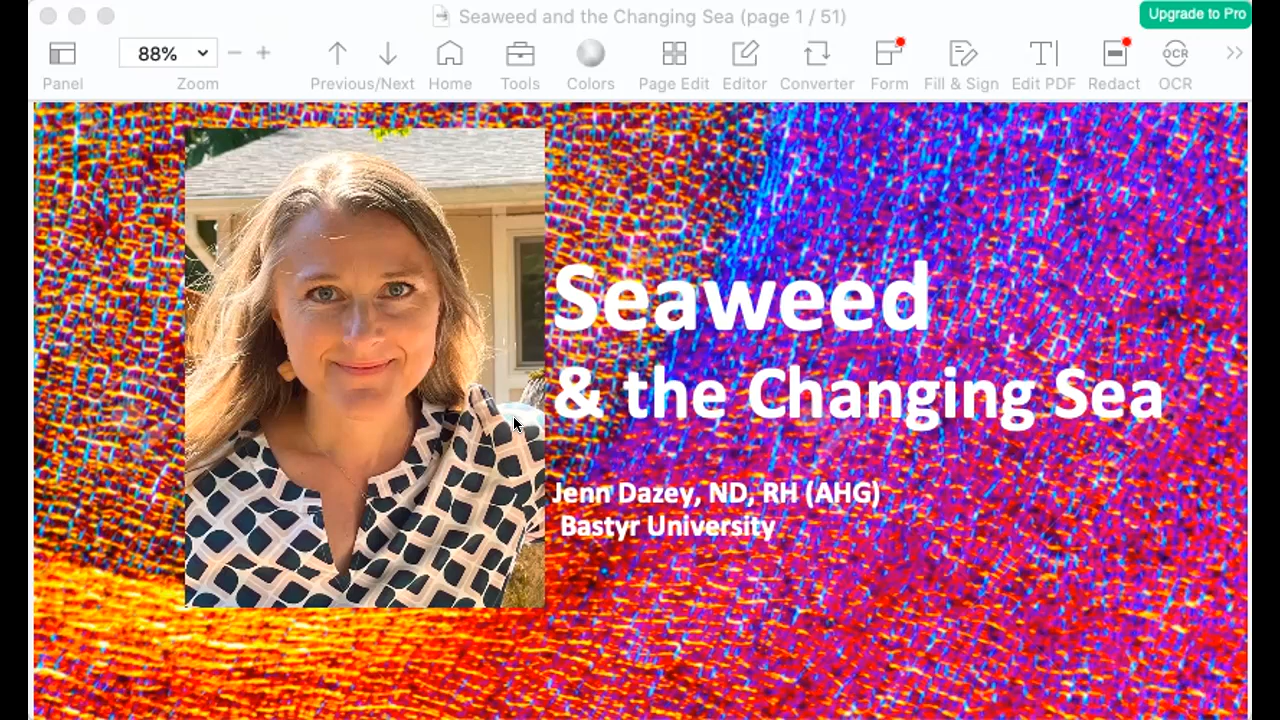 Seaweed and the Changing Sea (page 1 / 51)
Upgrade to Pro
88%
Panel
Zoom
Previous/Next
Home
Tools
Colors
Page Edit
Editor
Converter
Form
Fill & Sign
Edit PDF
Redact
OCR
OCR
Seaweed
& the Changing Sea
Jenn Dazey, ND, RH (AHG)
Bastyr University